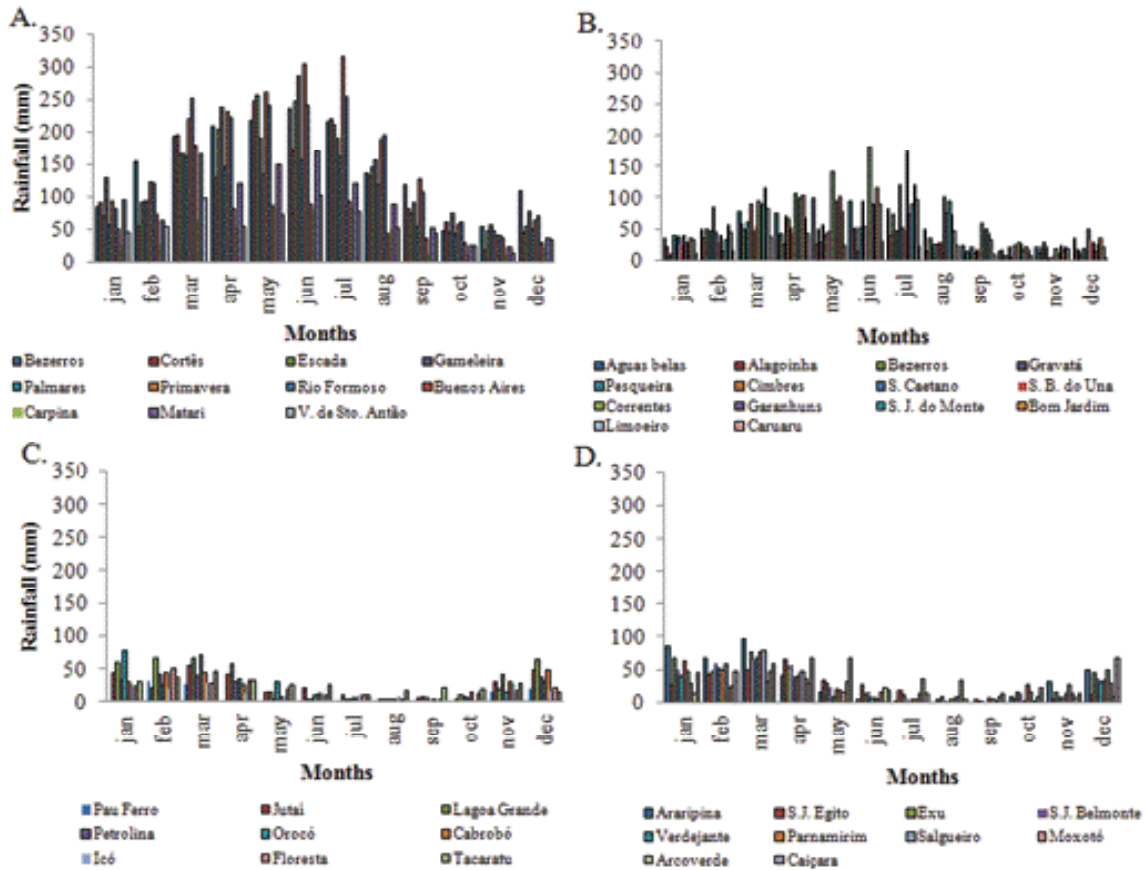 A.
350
300
250
200
150
100
50
0
Rainfall (mm)
jan feb mar apr may jun jul aug sep oct nov dec
Months
Bezerros Cortês Escada Gameleira
Palmares Primavera Rio Formoso Buenos Aires
Carpina Matari V. de Sto. Antão
B.
350
300
250
200
150
100
50
0
jan feb mar apr may jun jul aug sep oct nov dec
Months
Aguas belas Alagoinha Bezerros Gravatá
Pesqueira Cimbres S. Caetano S. B. do Una
Correntes Garanhuns S. J. do Monte Bom Jardim
Limoeiro Caruaru
C.
350
300
250
200
150
100
50
0
Rainfall (mm)
jan feb mar apr may jun jul aug sep oct nov dec
Months
Pau Ferro Jutaí Lagoa Grande
Petrolina Orocó Cabrobó
Icó Floresta Tacaratu
D.
350
300
250
200
150
100
50
0
jan feb mar apr may jun jul aug sep oct nov dec
Months
Araripina S.J. Egito Exu S.J. Belmonte
Verdejante Parnamirim Salgueiro Moxotó
Arcoverde Caiçara